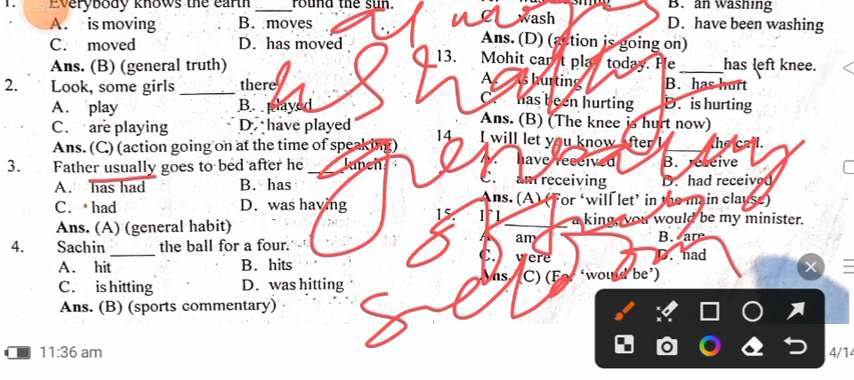 1. Everybody knows the earth ____ round the sun.
A. is moving B. moves
C. moved D. has moved
Ans. (B) (general truth)
2. Look, some girls ______ there
A. play B. played
C. are playing D. have played
Ans. (C) (action going on at the time of speaking)
3. Father usually goes to bed after he ____ lunch.
A. has had B. has
C. had D. was having
Ans. (A) (general habit)
4. Sachin _____ the ball for a four.
A. hit B. hits
C. is hitting D. was hitting
Ans. (B) (sports commentary)
B. an washing
C. wash D. have been washing
Ans. (D) (action is going on)
13. Mohit can't play today. He ____ has left knee.
A. is hurting B. has hurt
C. has been hurting D. is hurting
Ans. (B) (The knee is hurt now)
14. I will let you know after I ____ the call.
A. have received B. receive
C. am receiving D. had received
Ans. (A) (For 'will let' in the main clause)
15. If I ______ a king, you would be my minister.
A. am B. are
C. were D. had
Ans. (C) (For 'would be')
11:36 am
4/14